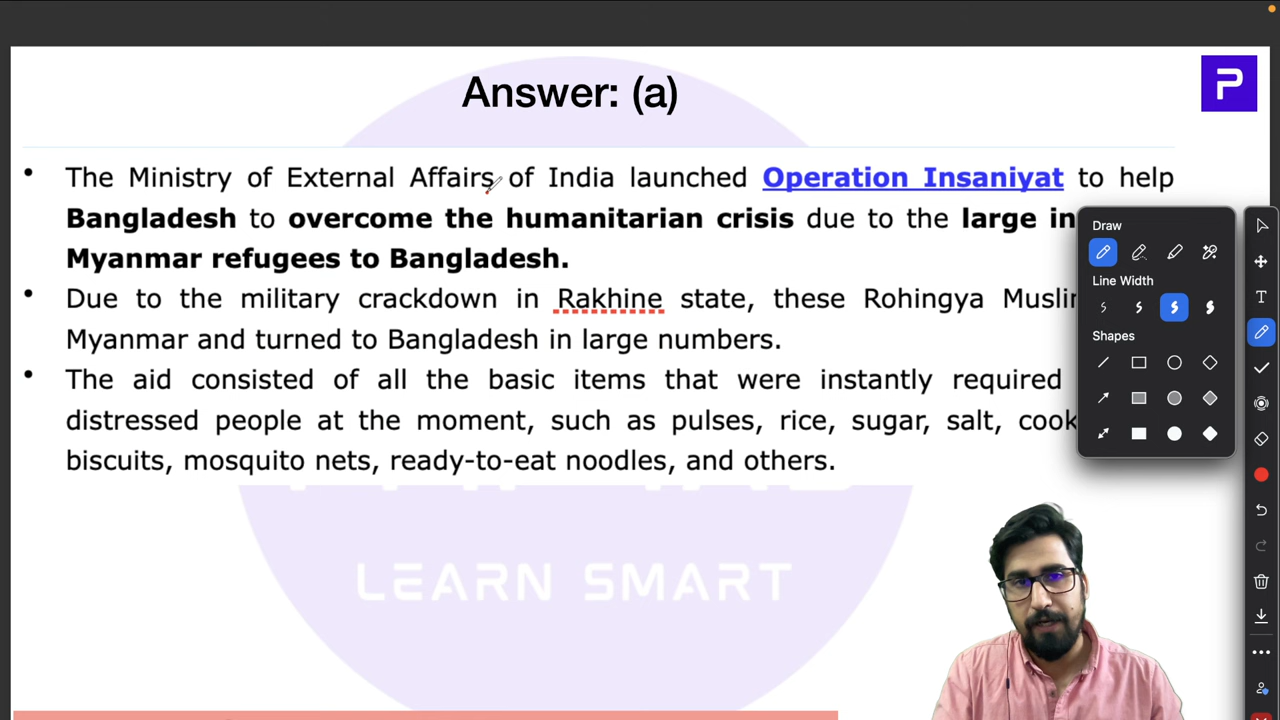 Answer: (a)
P
• The Ministry of External Affairs of India launched Operation Insaniyat to help
Bangladesh to overcome the humanitarian crisis due to the large in
Myanmar refugees to Bangladesh.
• Due to the military crackdown in Rakhine state, these Rohingya Muslim
Myanmar and turned to Bangladesh in large numbers.
• The aid consisted of all the basic items that were instantly required
distressed people at the moment, such as pulses, rice, sugar, salt, cook
biscuits, mosquito nets, ready-to-eat noodles, and others.
LEARN SMART
Draw
Line Width
Shapes
T